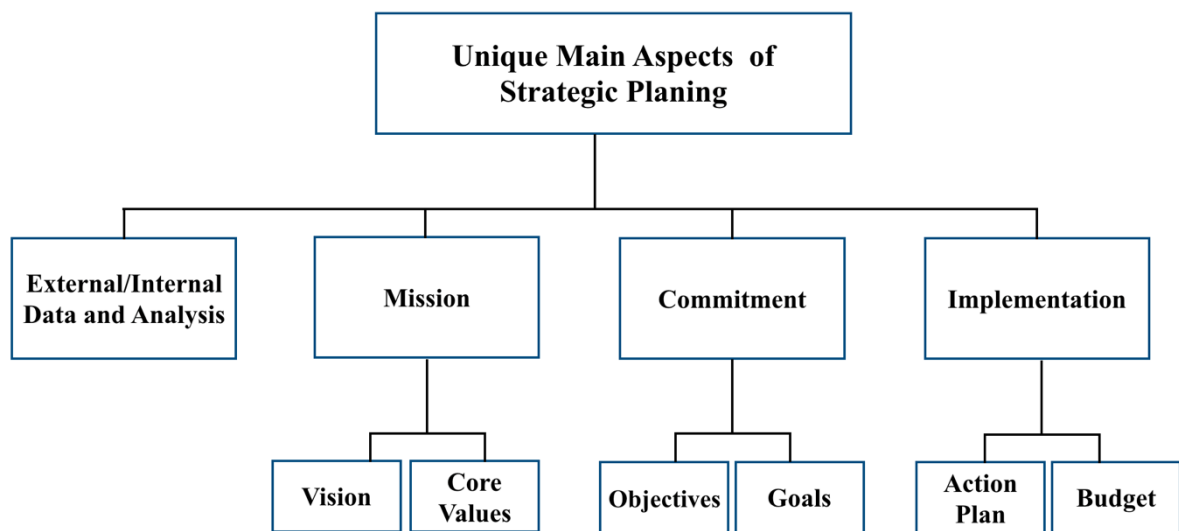 Unique Main Aspects of
Strategic Planing
External/Internal
Data and Analysis
Mission
Commitment
Implementation
Vision
Core
Values
Objectives
Goals
Action
Plan
Budget